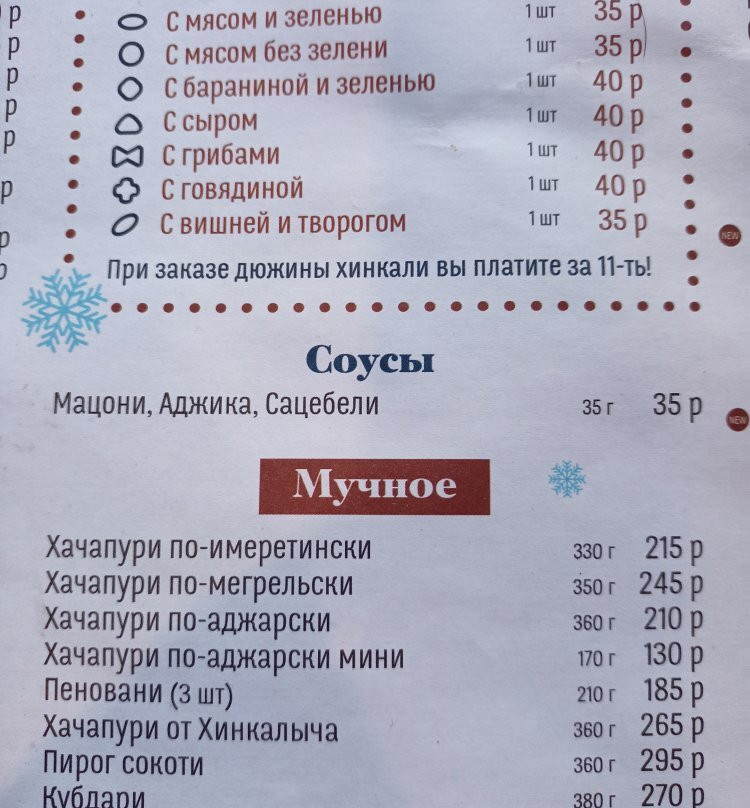 р
С мясом и зеленью 1 шт 35 р
р
С мясом без зелени 1 шт 35 р
р
С бараниной и зеленью 1 шт 40 р
р
С сыром 1 шт 40 р
р
С грибами 1 шт 40 р
р
С говядиной 1 шт 40 р
С вишней и творогом 1 шт 35 р
р
NEW
При заказе дюжины хинкали вы платите за 11-ть!
Соусы
Мацони, Аджика, Сацебели 35 г 35 р
NEW
Мучное
Хачапури по-имеретински 330 г 215 р
Хачапури по-мегрельски 350 г 245 р
Хачапури по-аджарски 360 г 210 р
Хачапури по-аджарски мини 170 г 130 р
Пеновани (3 шт) 210 г 185 р
Хачапури от Хинкалыча 360 г 265 р
Пирог сокоти 360 г 295 р
Кубдари 380 г 270 р